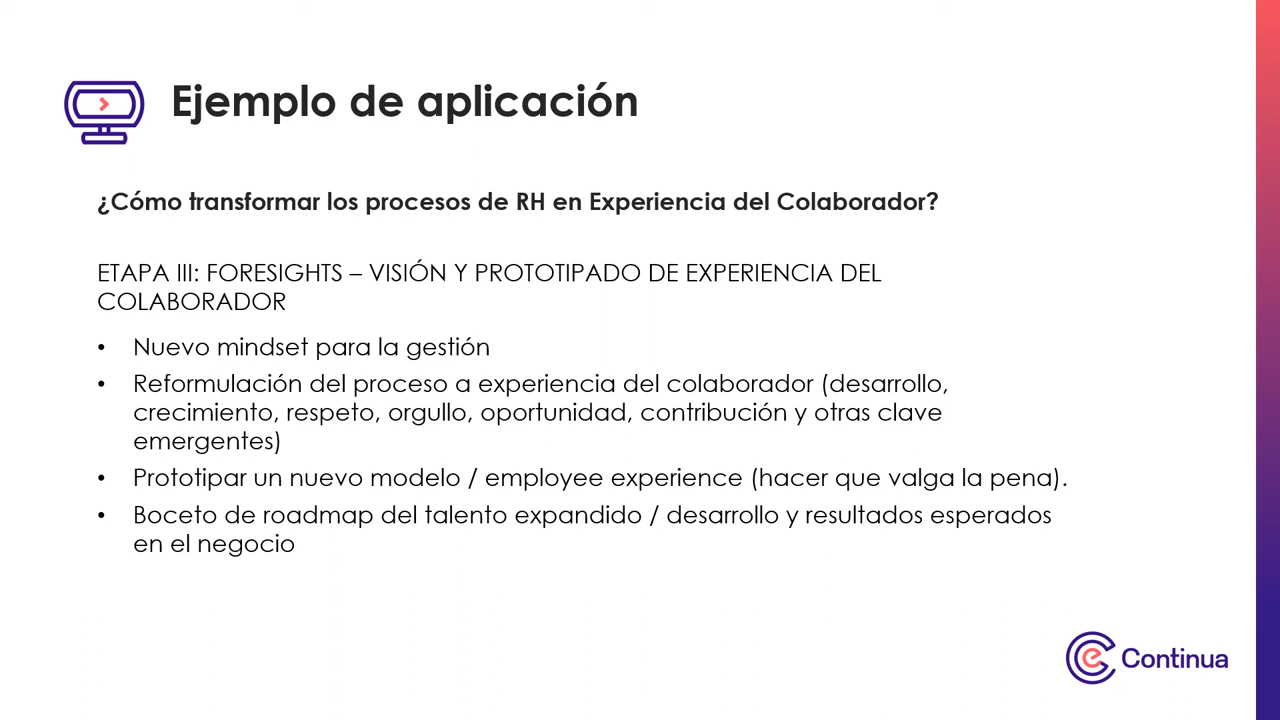 Ejemplo de aplicación
¿Cómo transformar los procesos de RH en Experiencia del Colaborador?
ETAPA III: FORESIGHTS – VISIÓN Y PROTOTIPADO DE EXPERIENCIA DEL
COLABORADOR
• Nuevo mindset para la gestión
• Reformulación del proceso a experiencia del colaborador (desarrollo,
crecimiento, respeto, orgullo, oportunidad, contribución y otras clave
emergentes)
• Prototipar un nuevo modelo / employee experience (hacer que valga la pena).
• Boceto de roadmap del talento expandido / desarrollo y resultados esperados
en el negocio
e Continua